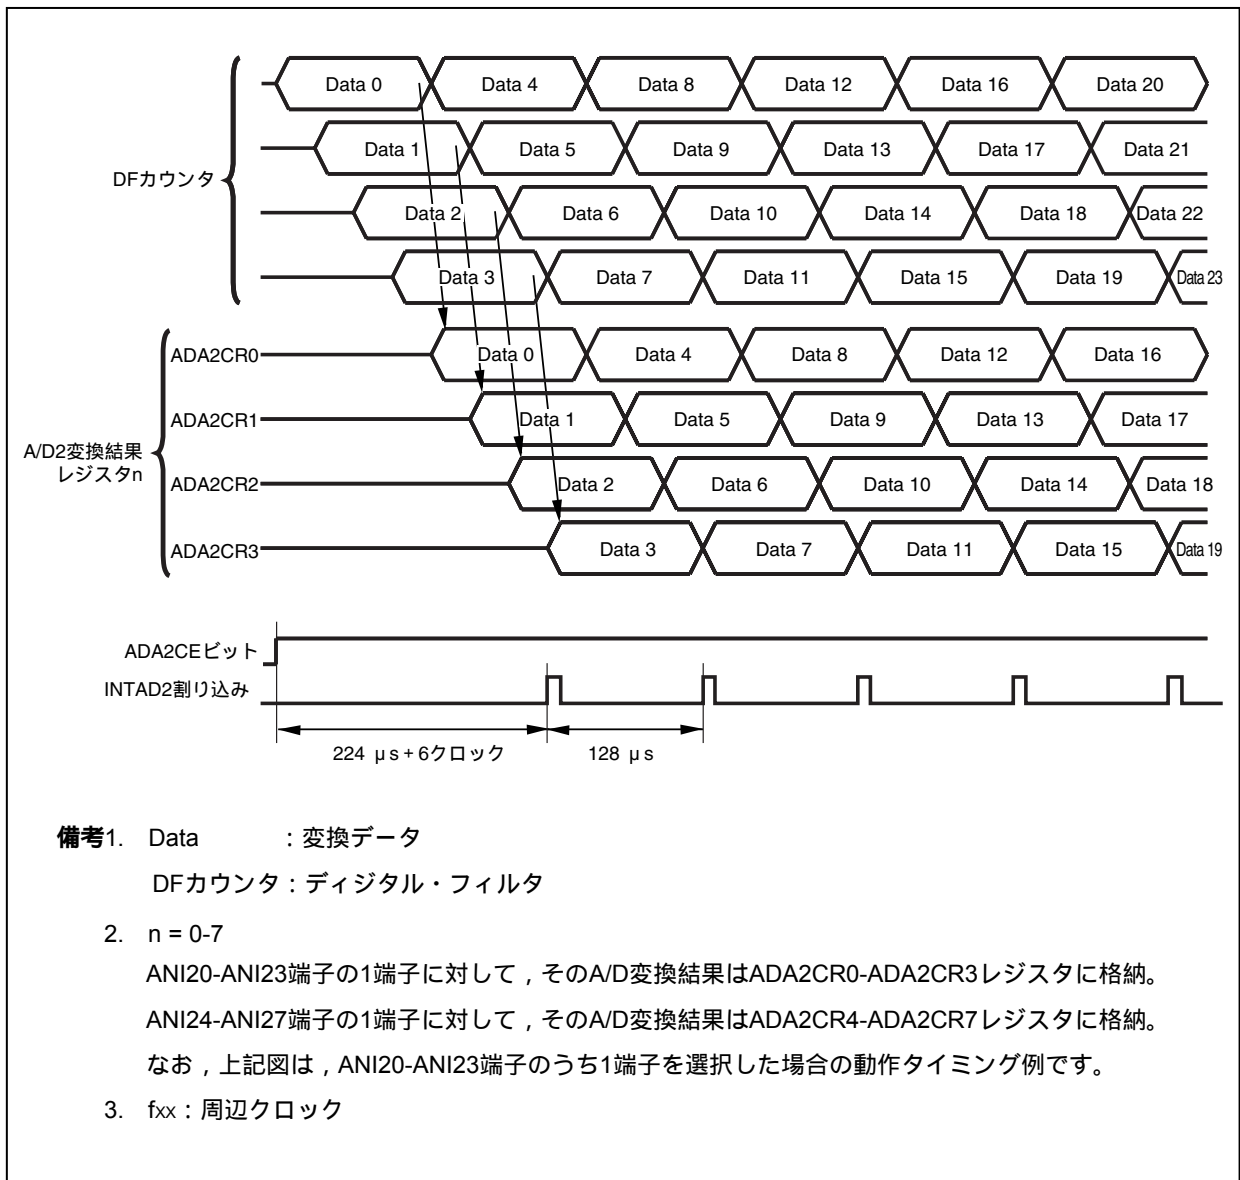 Data 0 Data 4 Data 8 Data 12 Data 16 Data 20
Data 1 Data 5 Data 9 Data 13 Data 17 Data 21
DFカウンタ
Data 2 Data 6 Data 10 Data 14 Data 18 Data 22
Data 3 Data 7 Data 11 Data 15 Data 19 Data 23
ADA2CR0 Data 0 Data 4 Data 8 Data 12 Data 16
ADA2CR1 Data 1 Data 5 Data 9 Data 13 Data 17
A/D2変換結果
レジスタn
ADA2CR2 Data 2 Data 6 Data 10 Data 14 Data 18
ADA2CR3 Data 3 Data 7 Data 11 Data 15 Data 19
ADA2CEビット
INTAD2割り込み
224 μs+6クロック 128 μs
備考1. Data :変換データ
DFカウンタ:ディジタル・フィルタ
2. n = 0-7
ANI20-ANI23端子の1端子に対して,そのA/D変換結果はADA2CR0-ADA2CR3レジスタに格納。
ANI24-ANI27端子の1端子に対して,そのA/D変換結果はADA2CR4-ADA2CR7レジスタに格納。
なお,上記図は,ANI20-ANI23端子のうち1端子を選択した場合の動作タイミング例です。
3. fxx:周辺クロック